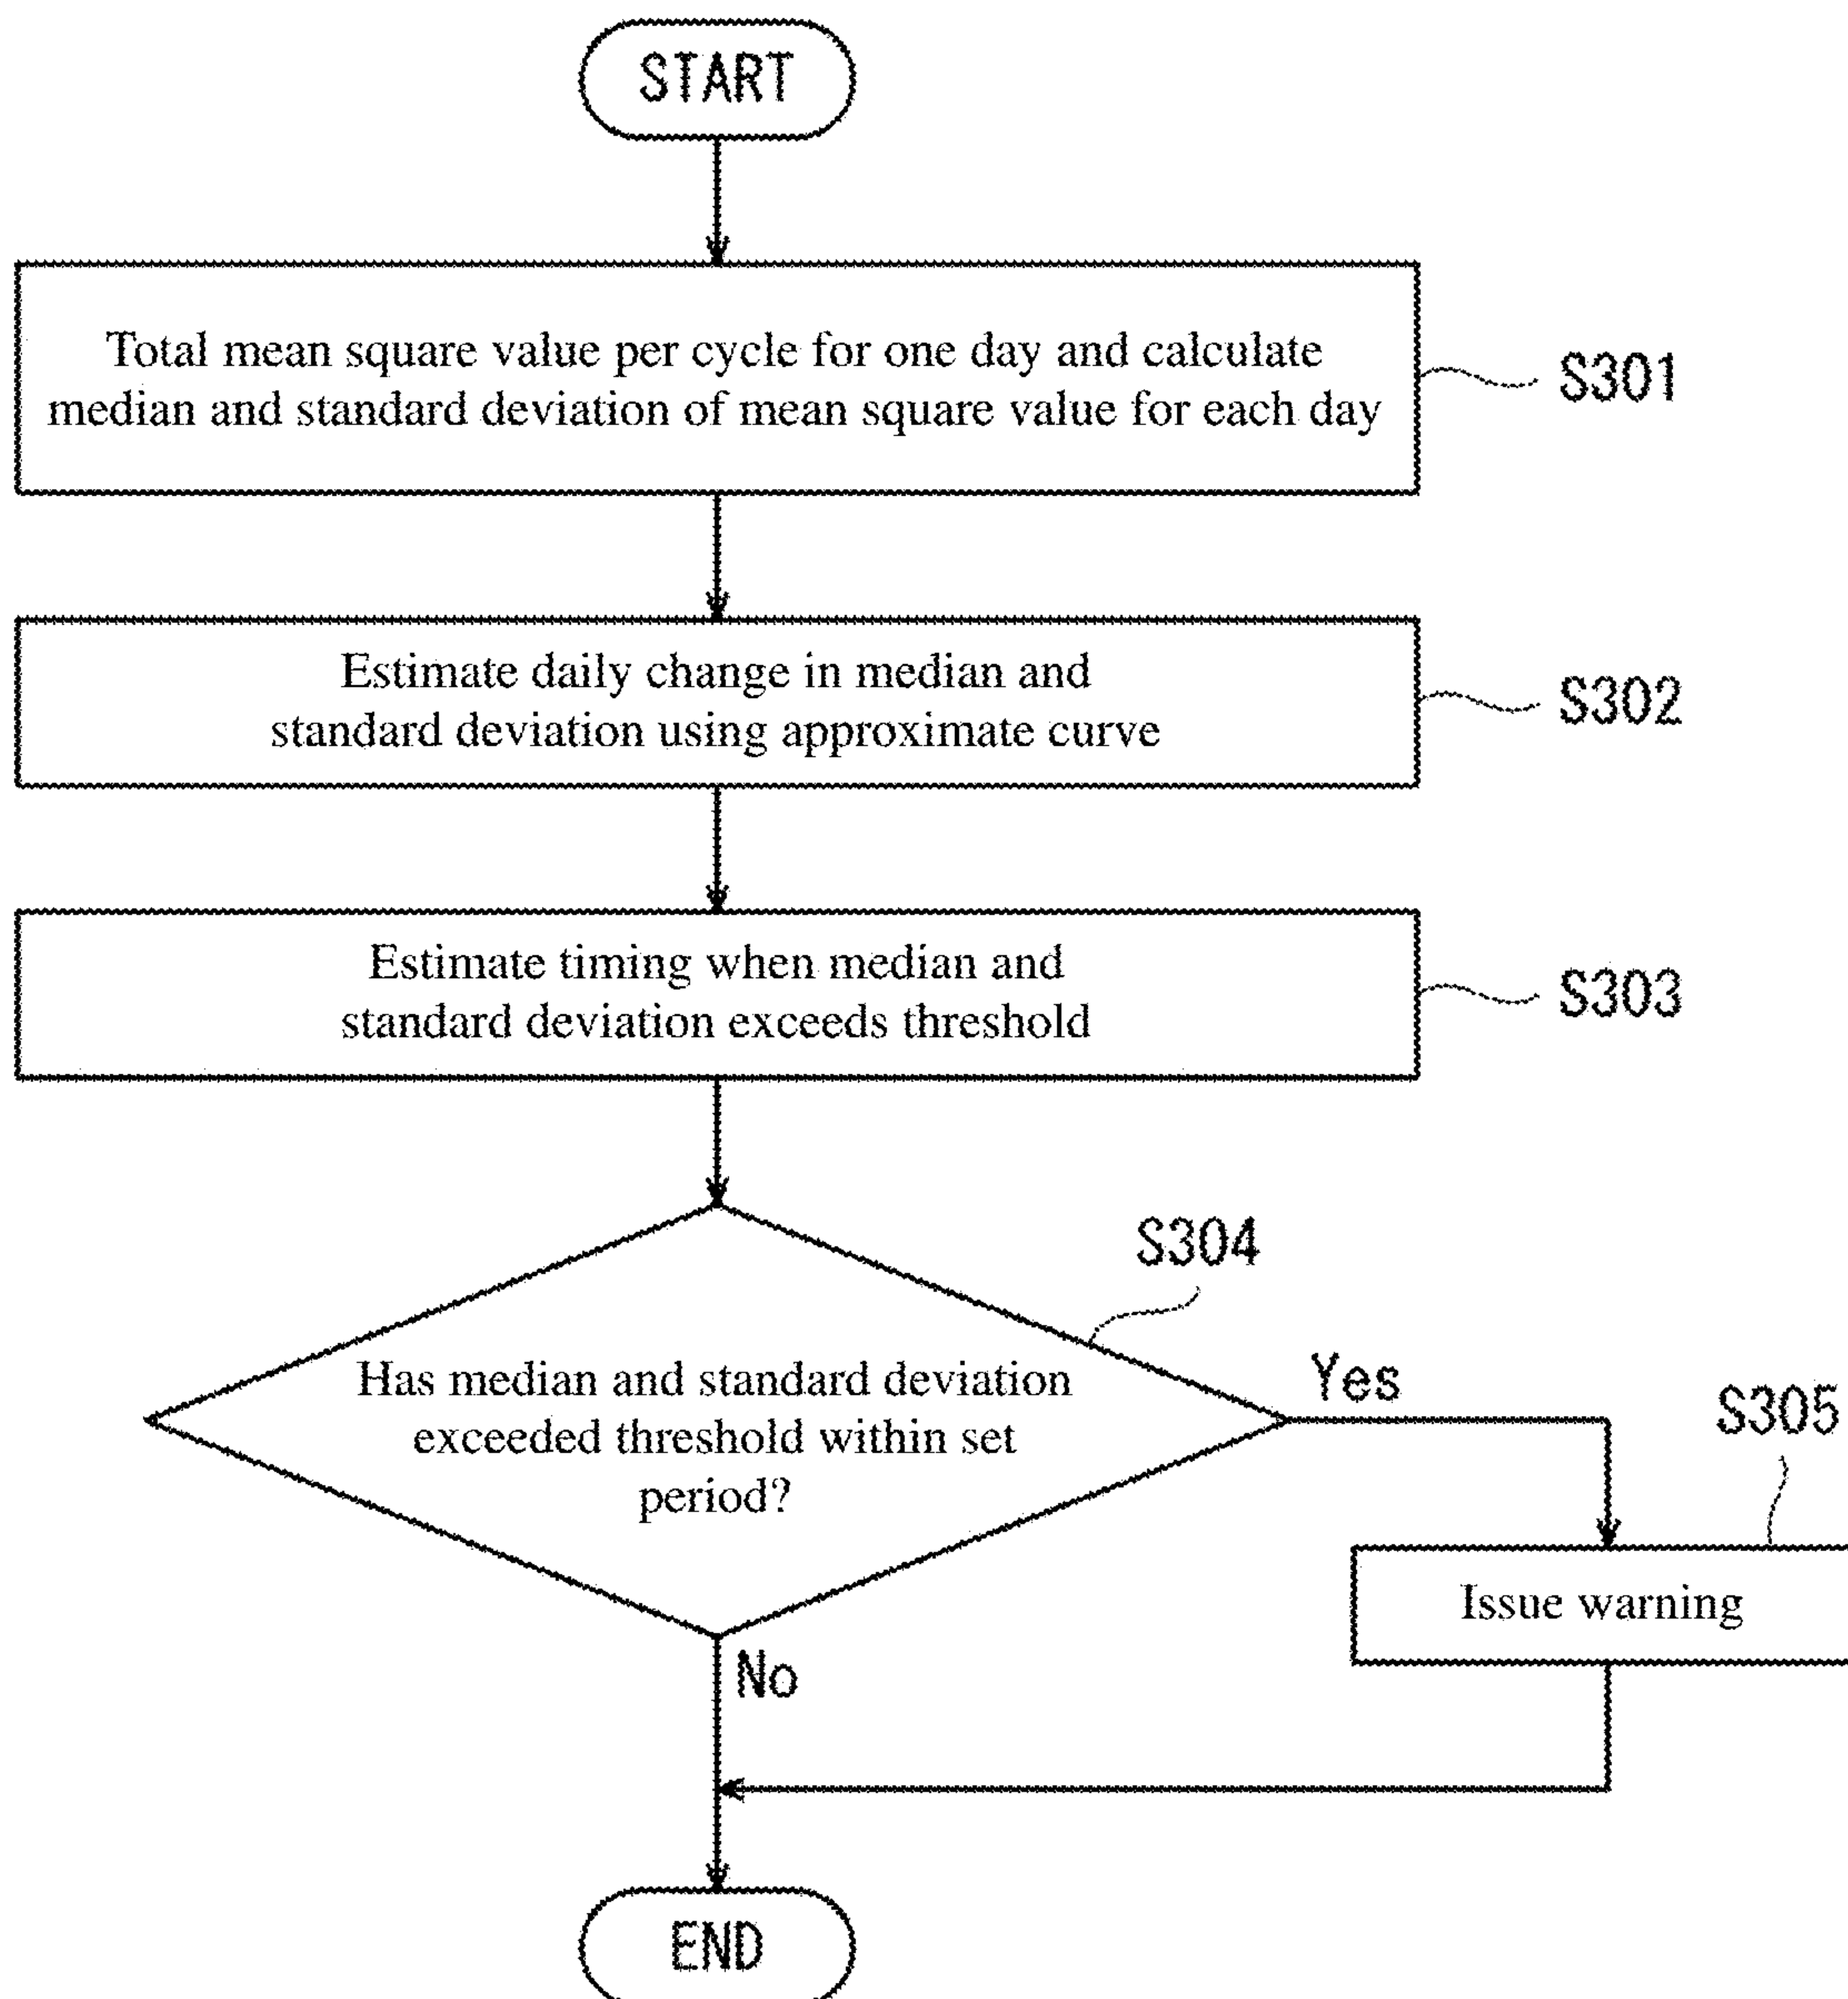 START
Total mean square value per cycle for one day and calculate
median and standard deviation of mean square value for each day
S301
Estimate daily change in median and
standard deviation using approximate curve
S302
Estimate timing when median and
standard deviation exceeds threshold
S303
S304
Has median and standard deviation
exceeded threshold within set
period?
Yes
S305
Issue warning
No
END